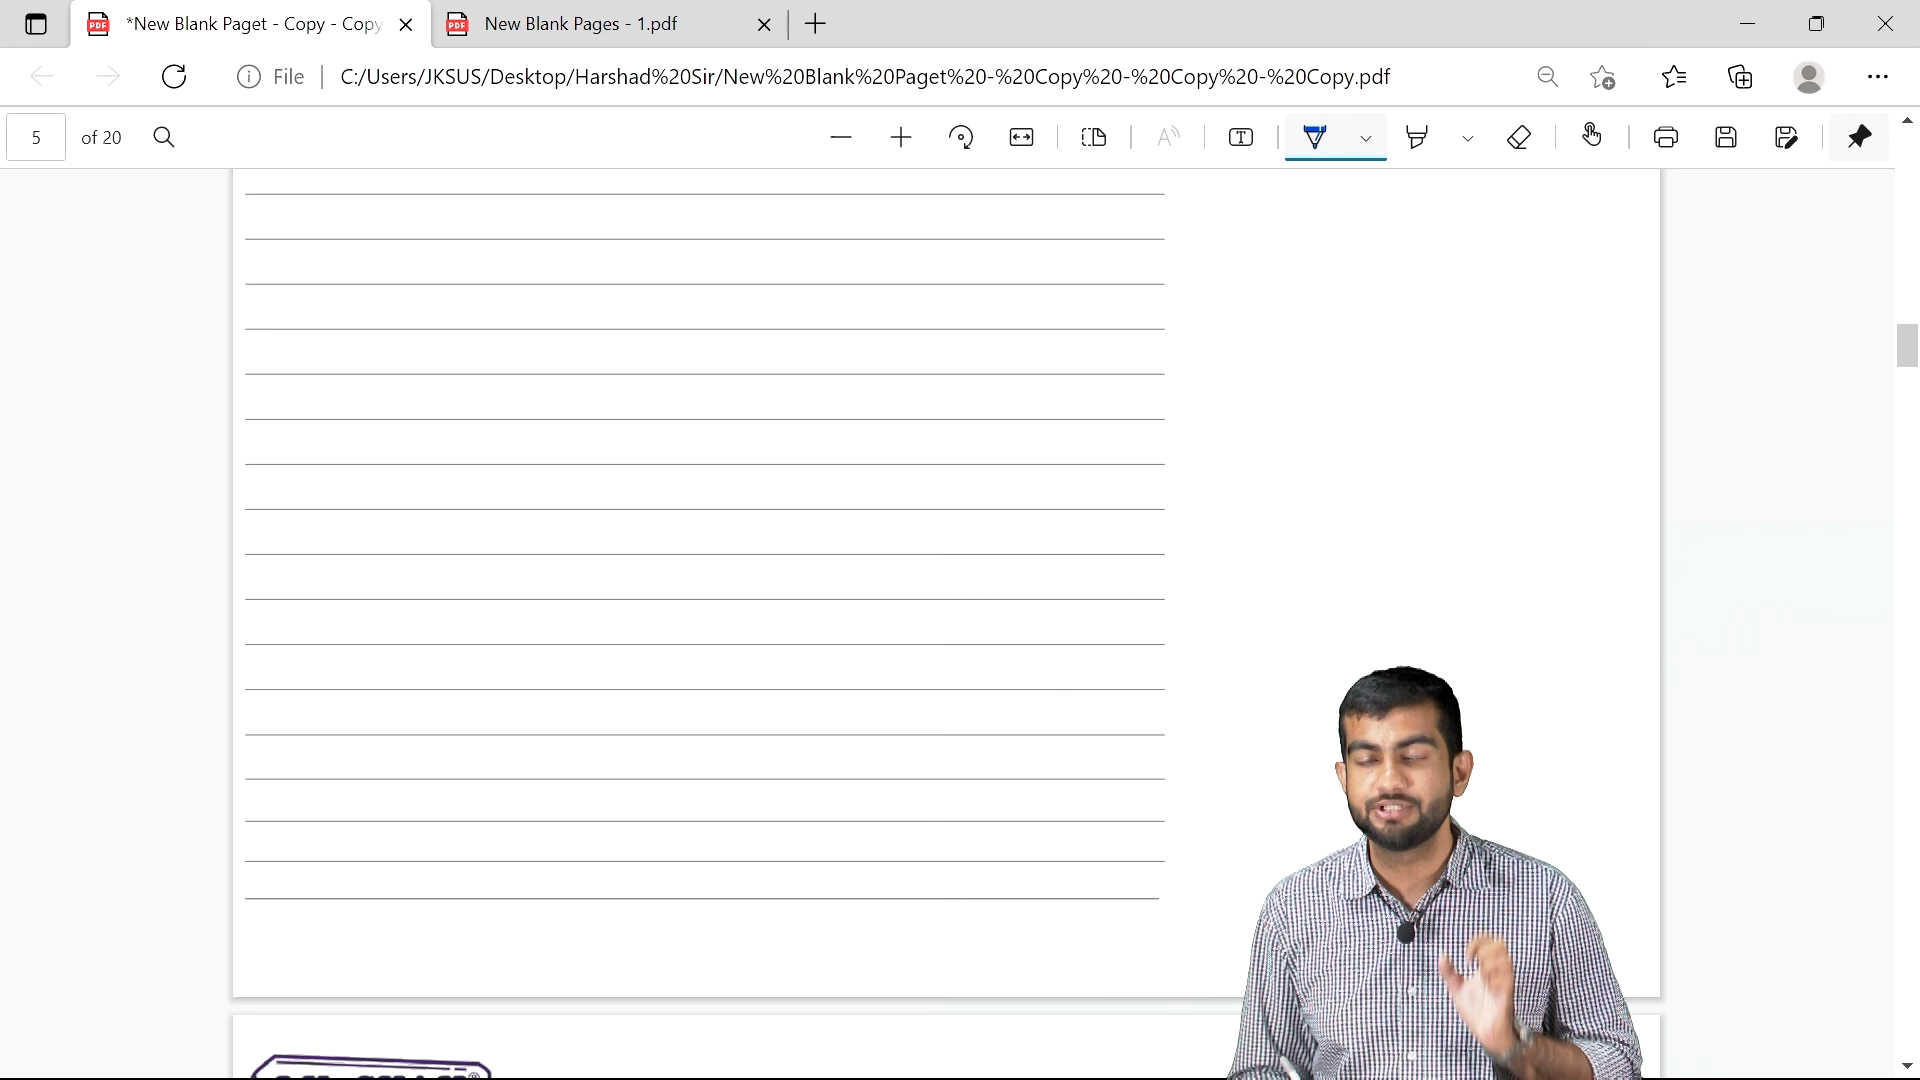 *New Blank Paget - Copy - Copy
New Blank Pages - 1.pdf
File
C:/Users/JKSUS/Desktop/Harshad%20Sir/New%20Blank%20Paget%20-%20Copy%20-%20Copy%20-%20Copy.pdf
5 of 20